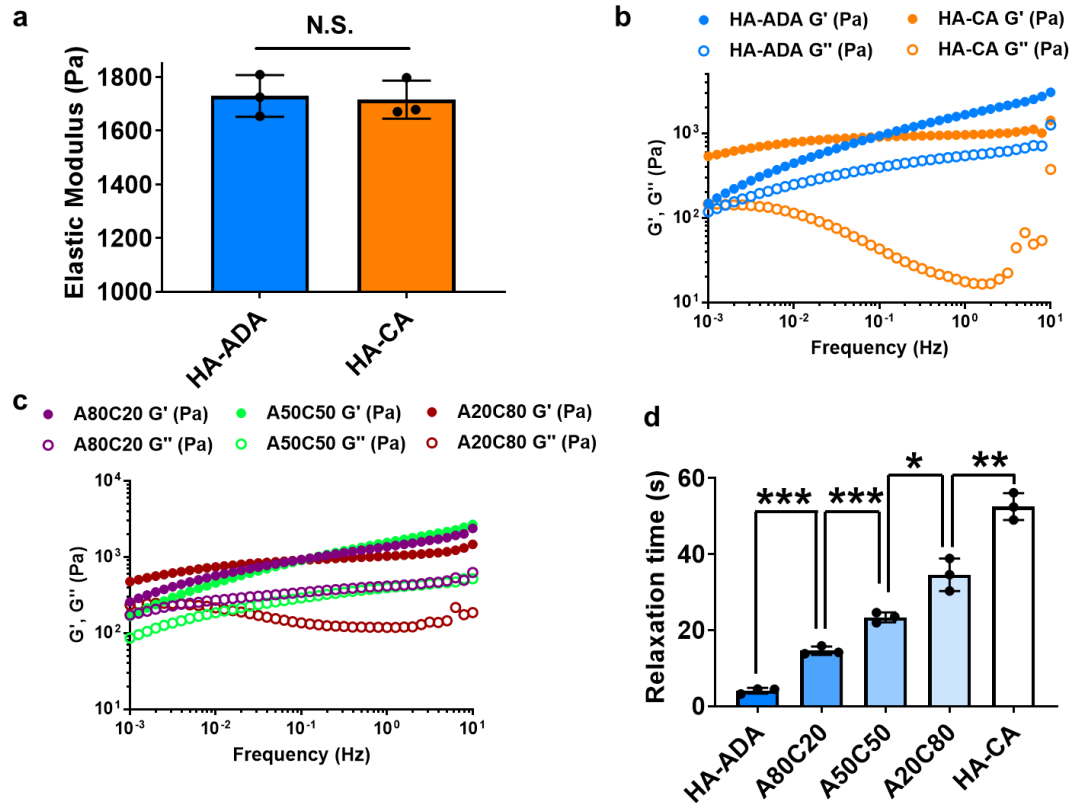 a
N.S.
Elastic Modulus (Pa)
1800
1600
1400
1200
1000
HA-ADA
HA-CA
b
HA-ADA G' (Pa)
HA-CA G' (Pa)
HA-ADA G'' (Pa)
HA-CA G'' (Pa)
G', G'' (Pa)
10³
10²
10¹
10⁻³
10⁻²
10⁻¹
10⁰
10¹
Frequency (Hz)
c
A80C20 G' (Pa)
A50C50 G' (Pa)
A20C80 G' (Pa)
A80C20 G'' (Pa)
A50C50 G'' (Pa)
A20C80 G'' (Pa)
G', G'' (Pa)
10⁴
10³
10²
10¹
10⁻³
10⁻²
10⁻¹
10⁰
10¹
Frequency (Hz)
d
Relaxation time (s)
60
40
20
0
***
***
*
**
HA-ADA
A80C20
A50C50
A20C80
HA-CA